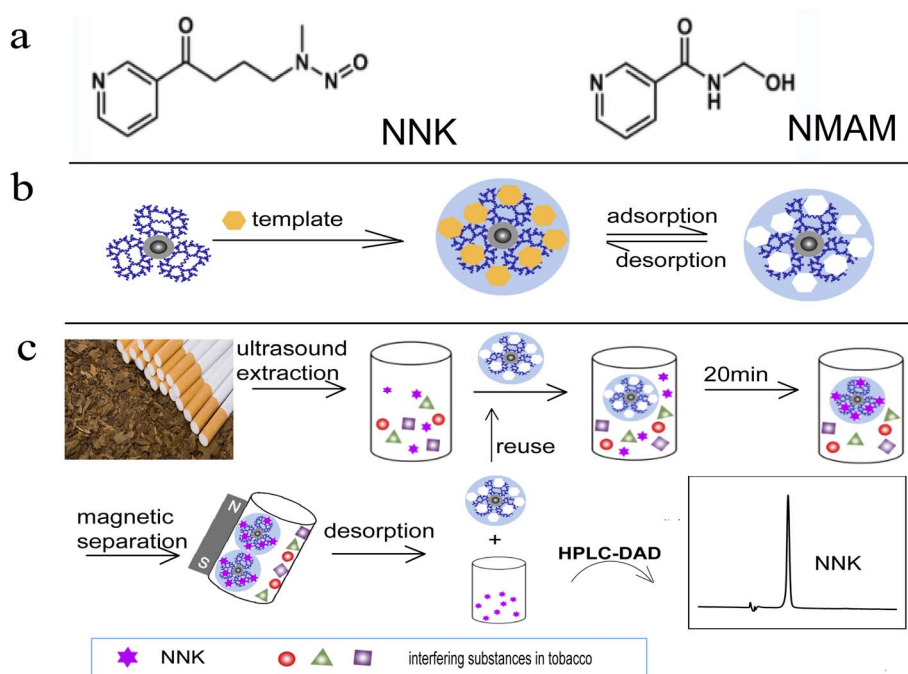 a
O
N
N
N
O
NNK
O
N
N
H
OH
NMAM
b
template
adsorption
desorption
c
ultrasound
extraction
reuse
20min
magnetic
separation
N
S
desorption
+
HPLC-DAD
NNK
NNK
interfering substances in tobacco